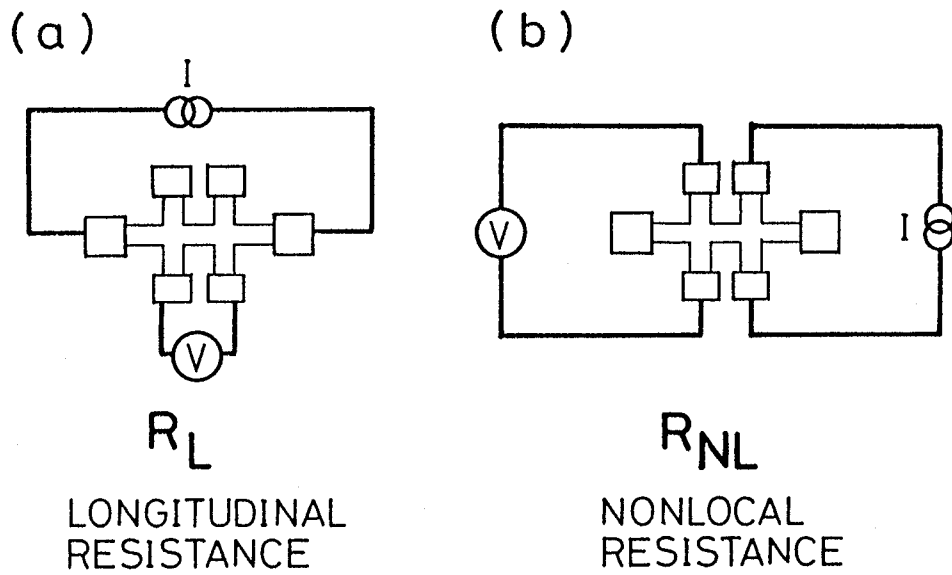 (a)
I
V
R_L
LONGITUDINAL
RESISTANCE
(b)
V
I
R_NL
NONLOCAL
RESISTANCE